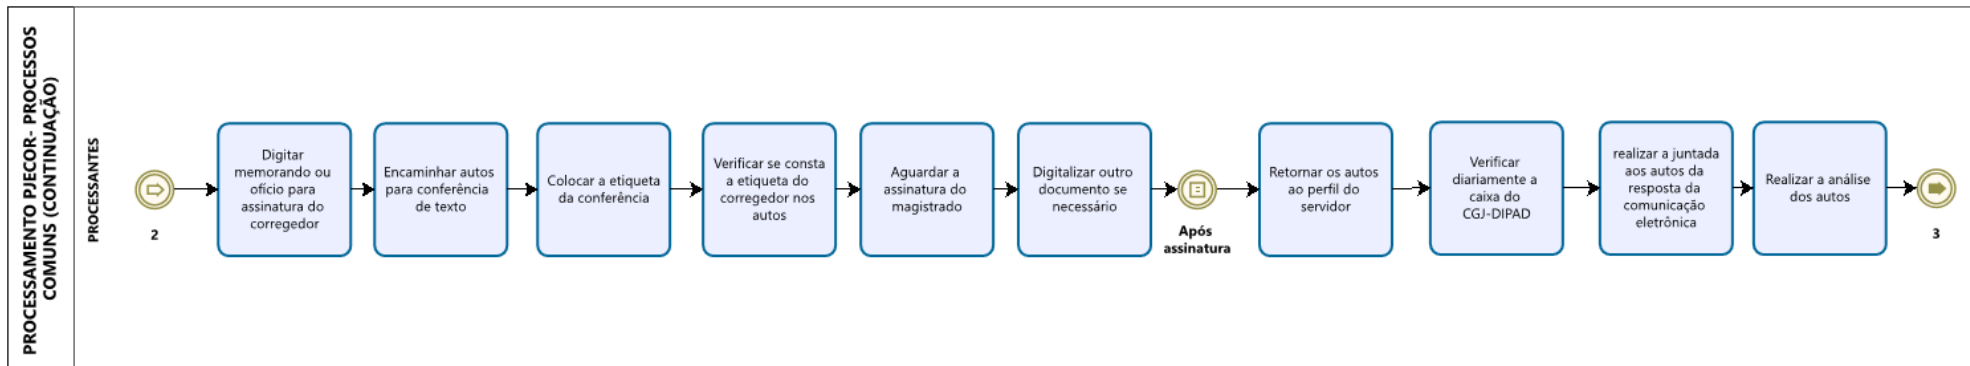 PROCESSAMENTO PJECOR- PROCESSOS
COMUNS (CONTINUAÇÃO)
PROCESSANTES
2
Digitar
memorando ou
ofício para
assinatura do
corregedor
Encaminhar autos
para conferência
de texto
Colocar a etiqueta
da conferência
Verificar se consta
a etiqueta do
corregedor nos
autos
Aguardar a
assinatura do
magistrado
Digitalizar outro
documento se
necessário
Após
assinatura
Retornar os autos
ao perfil do
servidor
Verificar
diariamente a
caixa do
CGJ-DIPAD
realizar a juntada
aos autos da
resposta da
comunicação
eletrônica
Realizar a análise
dos autos
3